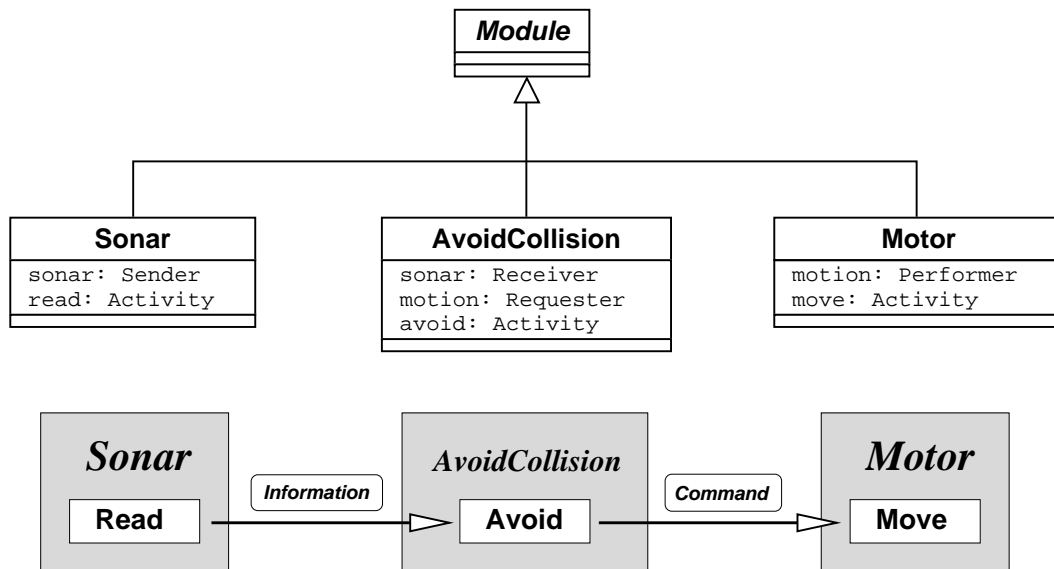 Module
Sonar
sonar: Sender
read: Activity
AvoidCollision
sonar: Receiver
motion: Requester
avoid: Activity
Motor
motion: Performer
move: Activity
Sonar
Read
Information
AvoidCollision
Avoid
Command
Motor
Move